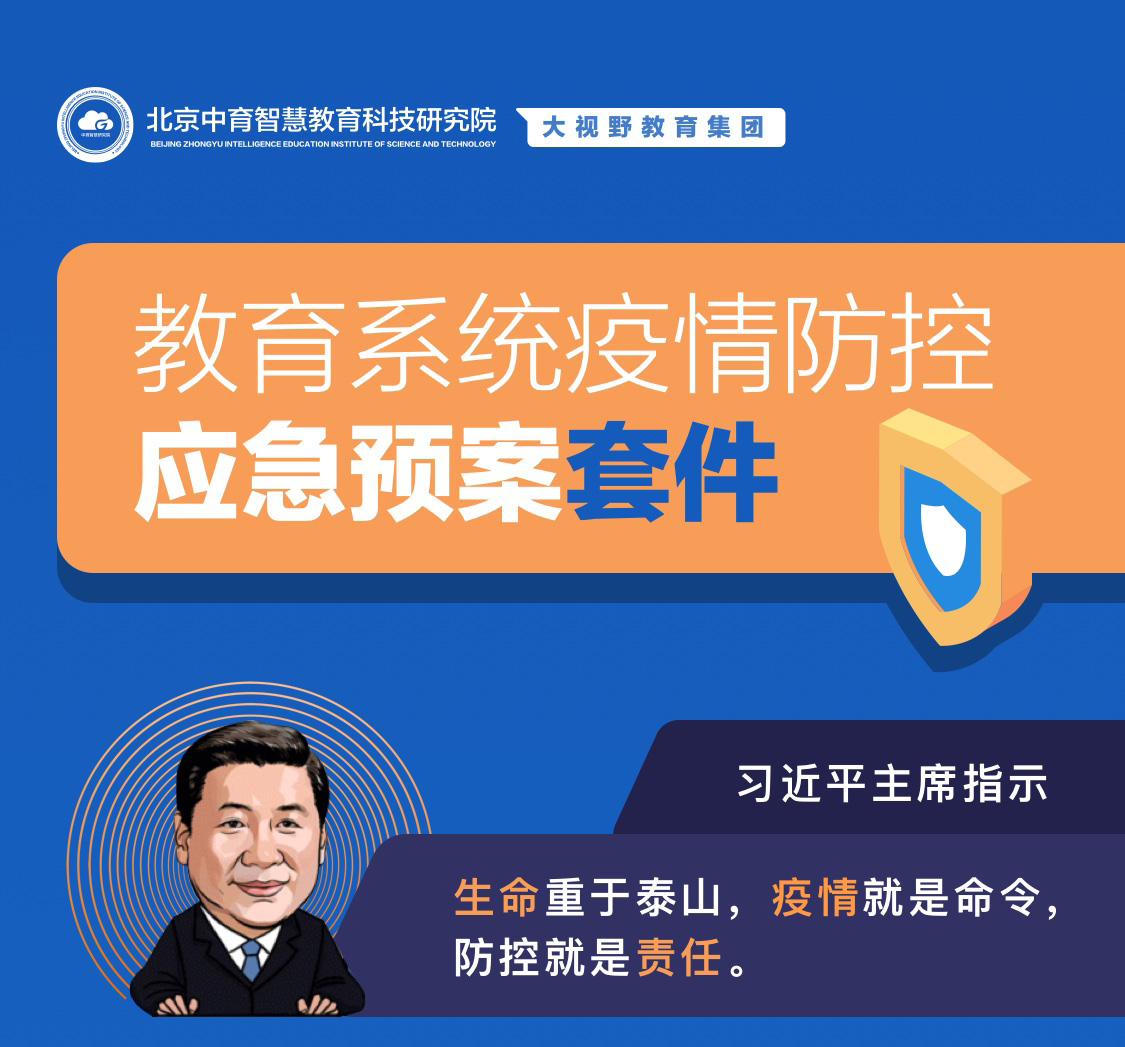 北京中育智慧教育科技研究院
BEIJING ZHONGYU INTELLIGENCE EDUCATION INSTITUTE OF SCIENCE AND TECHNOLOGY
大视野教育集团
教育系统疫情防控
应急预案套件
习近平主席指示
生命重于泰山，疫情就是命令，
防控就是责任。